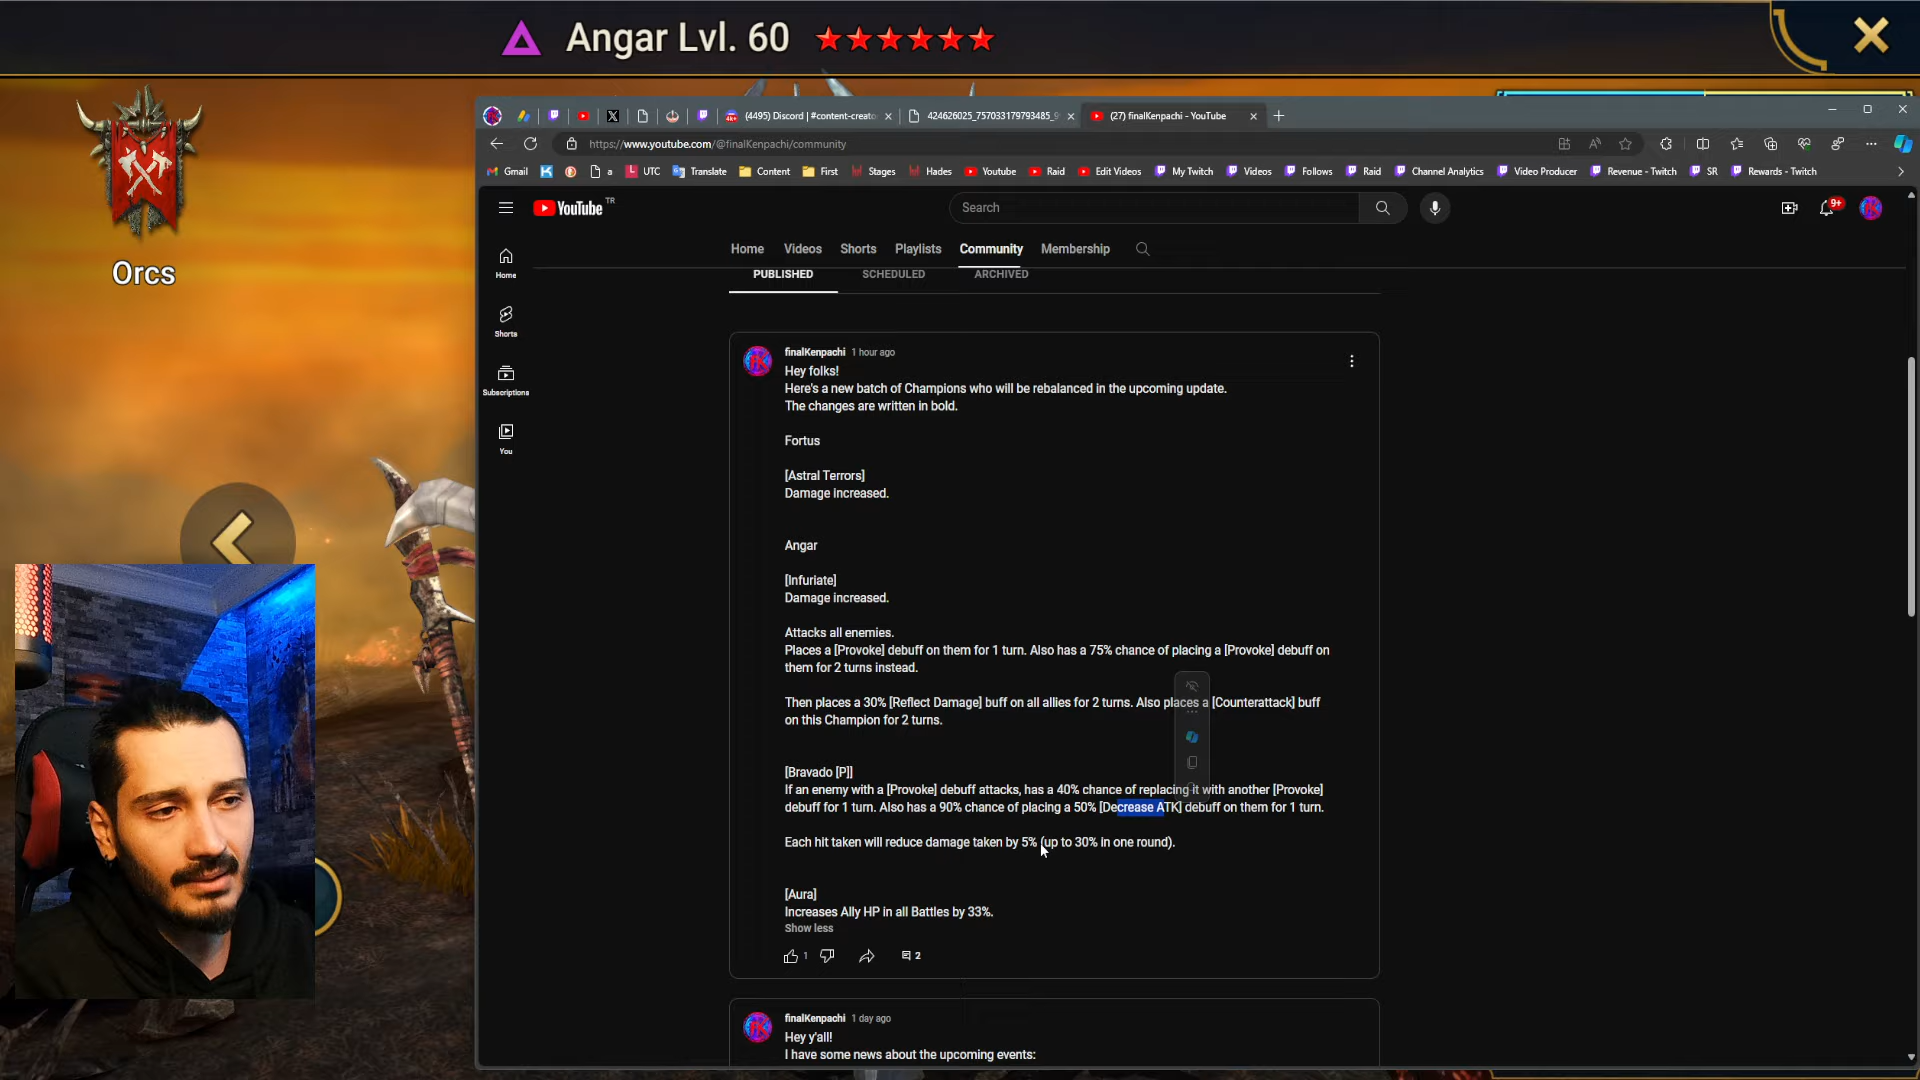 Angar Lvl. 60
Orcs
(4495) Discord | #content-creato
424626025_757033179793485_9
(27) finalKenpachi - YouTube
https://www.youtube.com/@finalKenpachi/community
Gmail
a
UTC
Translate
Content
First
Stages
Hades
Youtube
Raid
Edit Videos
My Twitch
Videos
Follows
Raid
Channel Analytics
Video Producer
Revenue - Twitch
SR
Rewards - Twitch
YouTube TR
Search
9+
Home
Videos
Shorts
Playlists
Community
Membership
PUBLISHED
SCHEDULED
ARCHIVED
Home
Shorts
Subscriptions
You
finalKenpachi 1 hour ago
Hey folks!
Here's a new batch of Champions who will be rebalanced in the upcoming update.
The changes are written in bold.
Fortus
[Astral Terrors]
Damage increased.
Angar
[Infuriate]
Damage increased.
Attacks all enemies.
Places a [Provoke] debuff on them for 1 turn. Also has a 75% chance of placing a [Provoke] debuff on
them for 2 turns instead.
Then places a 30% [Reflect Damage] buff on all allies for 2 turns. Also places a [Counterattack] buff
on this Champion for 2 turns.
[Bravado [P]]
If an enemy with a [Provoke] debuff attacks, has a 40% chance of replacing it with another [Provoke]
debuff for 1 turn. Also has a 90% chance of placing a 50% [Decrease ATK] debuff on them for 1 turn.
Each hit taken will reduce damage taken by 5% (up to 30% in one round).
[Aura]
Increases Ally HP in all Battles by 33%.
Show less
1
2
finalKenpachi 1 day ago
Hey y'all!
I have some news about the upcoming events: